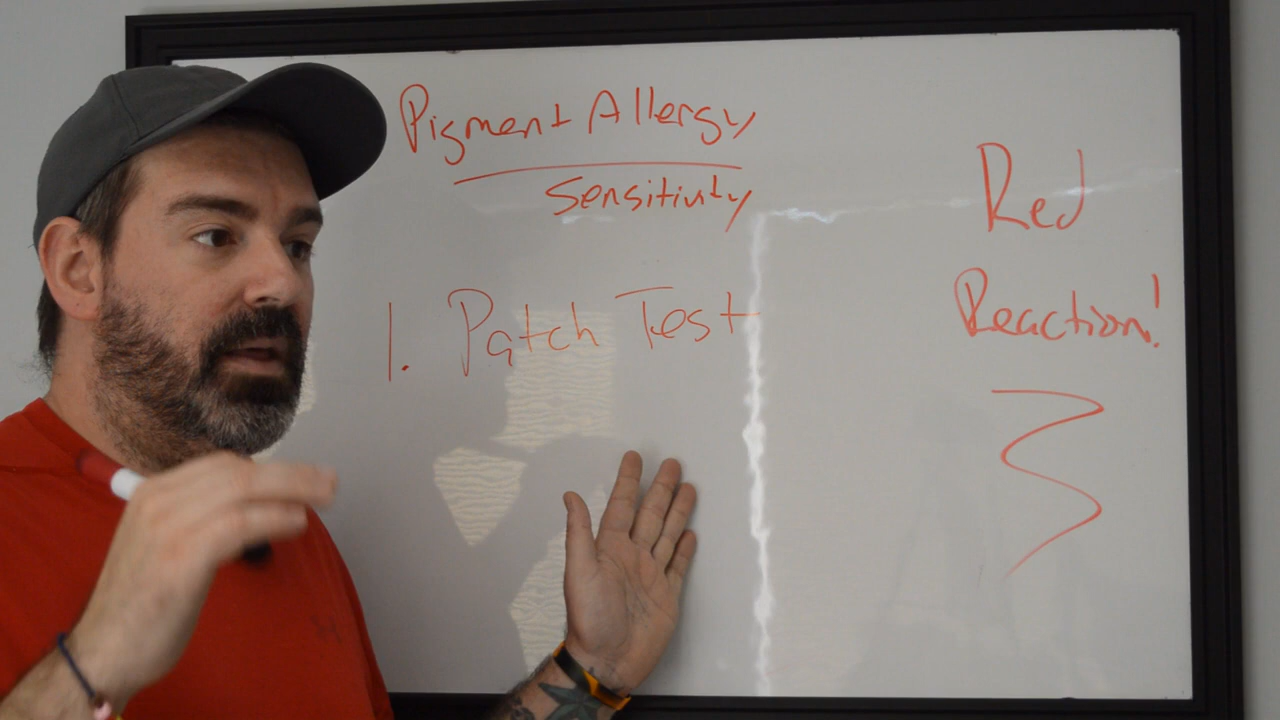 Pigment Allergy
Sensitivity
1. Patch Test
Red
Reaction!